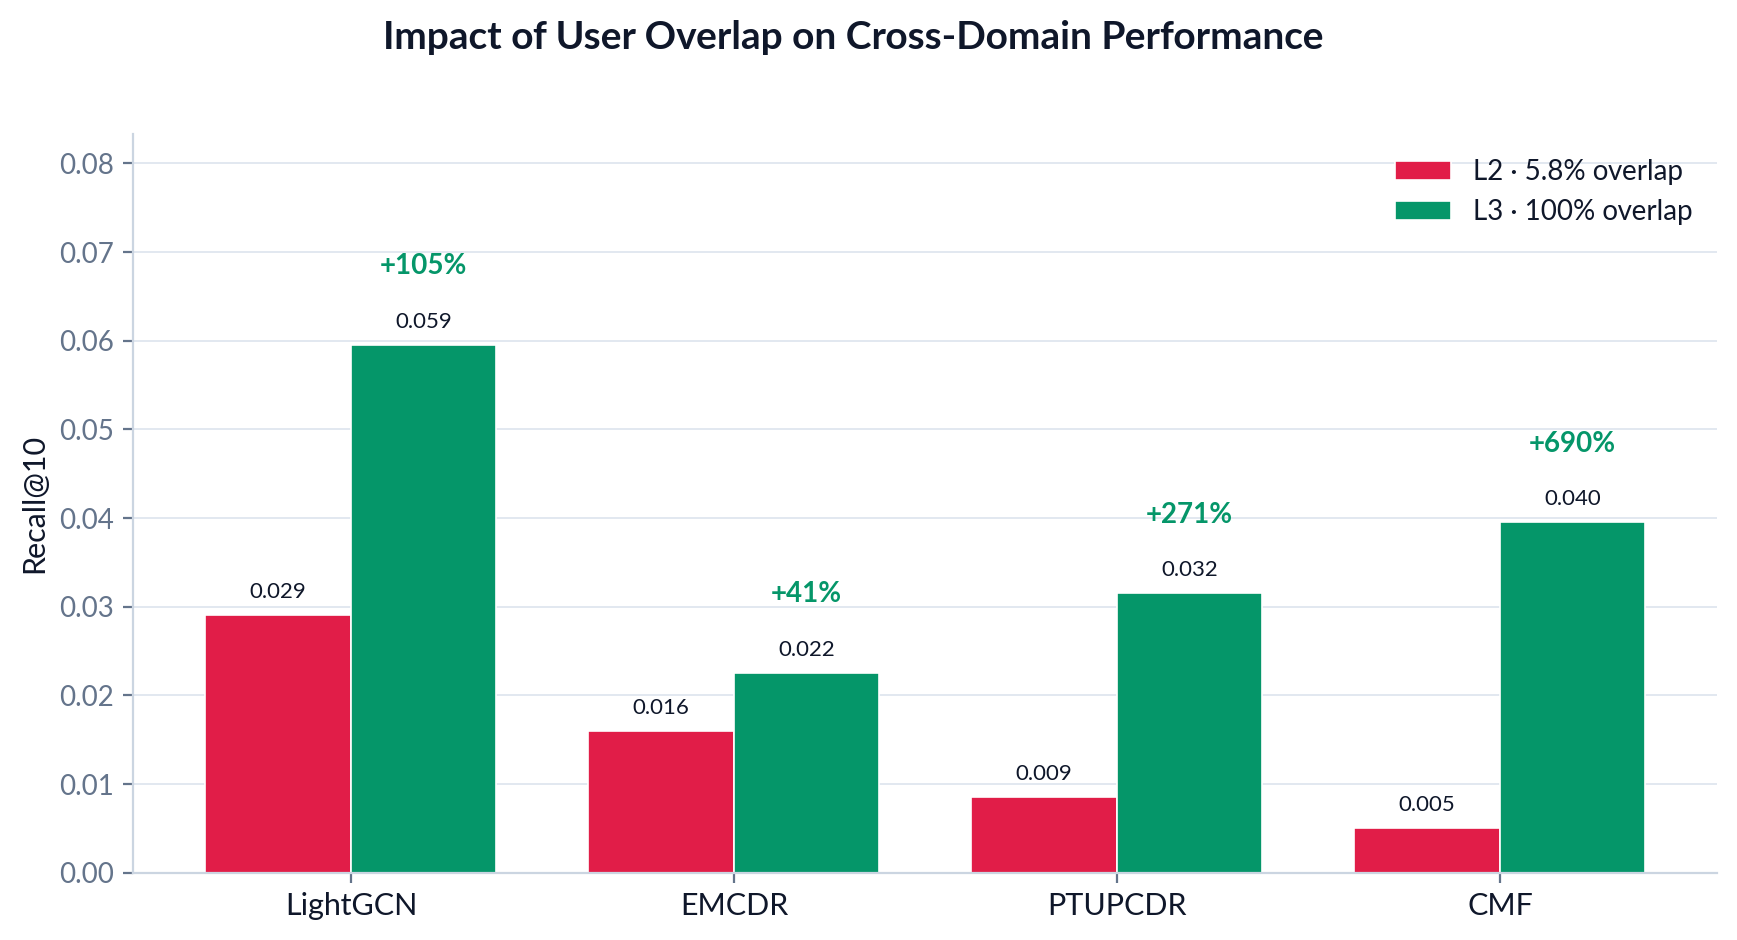 Impact of User Overlap on Cross-Domain Performance
L2 · 5.8% overlap
L3 · 100% overlap
Recall@10
0.08
0.07
0.06
0.05
0.04
0.03
0.02
0.01
0.00
+105%
0.059
0.029
+41%
0.022
0.016
+271%
0.032
0.009
+690%
0.040
0.005
LightGCN
EMCDR
PTUPCDR
CMF